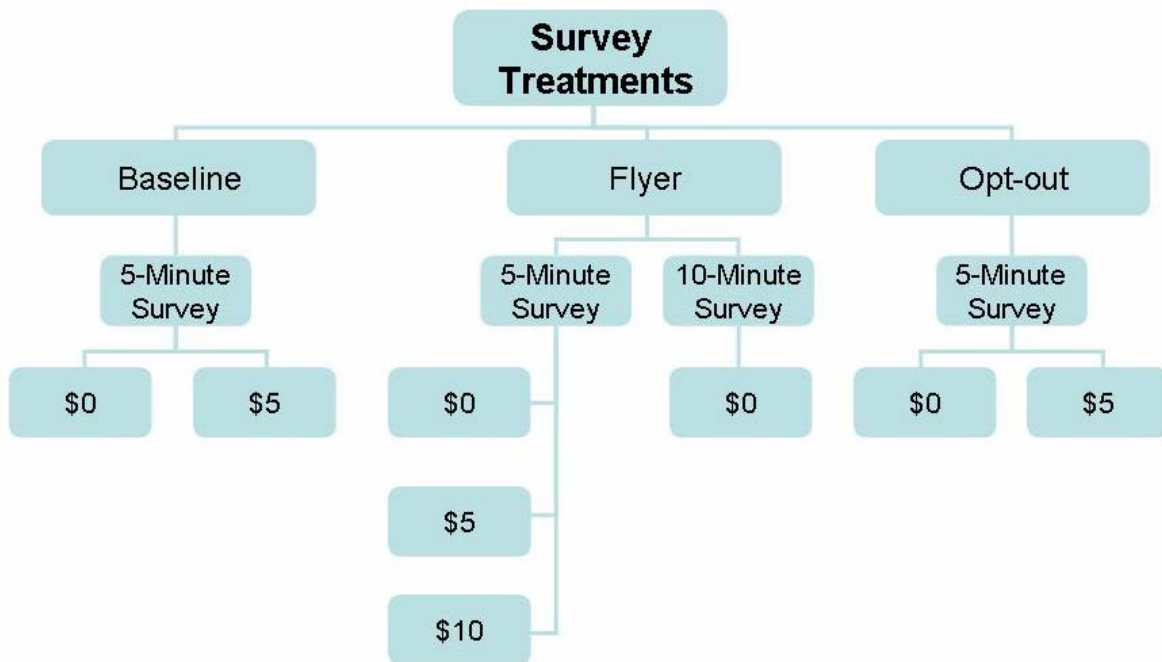 Survey
Treatments
Baseline
Flyer
Opt-out
5-Minute
Survey
5-Minute
Survey
10-Minute
Survey
5-Minute
Survey
$0
$5
$0
$0
$0
$5
$5
$10